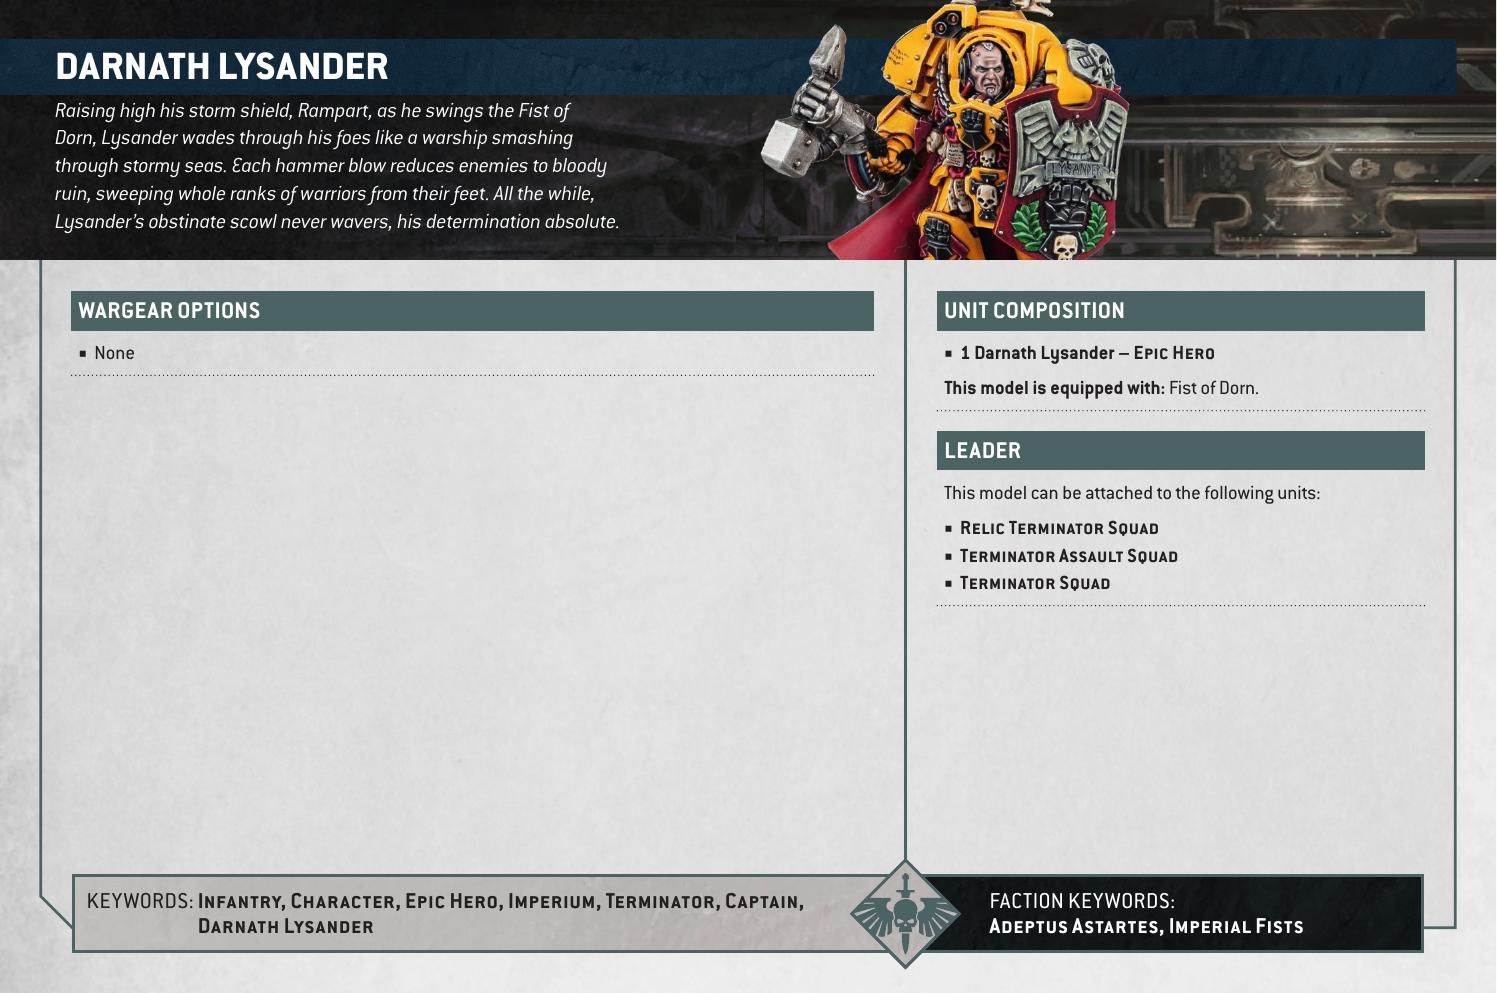 DARNATH LYSANDER
Raising high his storm shield, Rampart, as he swings the Fist of
Dorn, Lysander wades through his foes like a warship smashing
through stormy seas. Each hammer blow reduces enemies to bloody
ruin, sweeping whole ranks of warriors from their feet. All the while,
Lysander's obstinate scowl never wavers, his determination absolute.
LYSANDER
WARGEAR OPTIONS
■ None
UNIT COMPOSITION
■ 1 Darnath Lysander – Epic Hero
This model is equipped with: Fist of Dorn.
LEADER
This model can be attached to the following units:
■ Relic Terminator Squad
■ Terminator Assault Squad
■ Terminator Squad
KEYWORDS: Infantry, Character, Epic Hero, Imperium, Terminator, Captain,
Darnath Lysander
FACTION KEYWORDS:
Adeptus Astartes, Imperial Fists